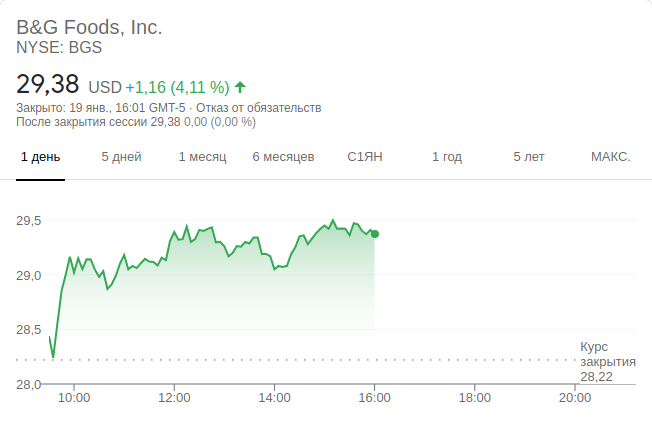 B&G Foods, Inc.
NYSE: BGS
29,38 USD +1,16 (4,11 %)
Закрыто: 19 янв., 16:01 GMT-5 · Отказ от обязательств
После закрытия сессии 29,38 0,00 (0,00 %)
1 день 5 дней 1 месяц 6 месяцев С1ЯН 1 год 5 лет МАКС.
29,5
29,0
28,5
Курс
закрытия
28,22
28,0
10:00 12:00 14:00 16:00 18:00 20:00